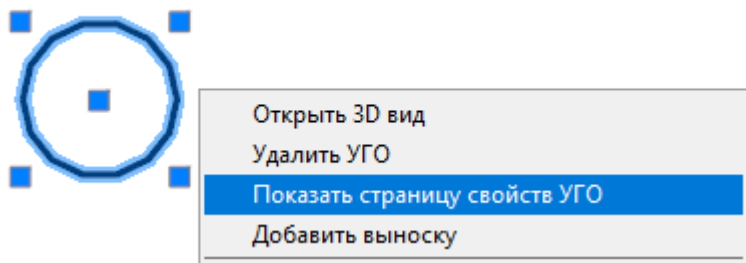 Открыть 3D вид
Удалить УГО
Показать страницу свойств УГО
Добавить выноску